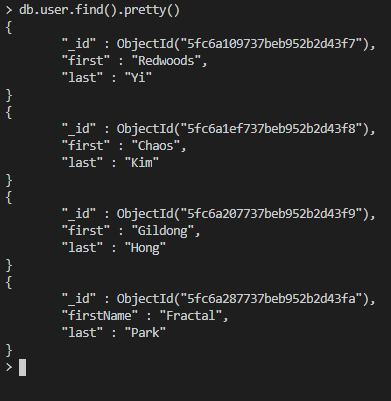 > db.user.find().pretty()
{
"_id" : ObjectId("5fc6a109737beb952b2d43f7"),
"first" : "Redwoods",
"last" : "Yi"
}
{
"_id" : ObjectId("5fc6a1ef737beb952b2d43f8"),
"first" : "Chaos",
"last" : "Kim"
}
{
"_id" : ObjectId("5fc6a207737beb952b2d43f9"),
"first" : "Gildong",
"last" : "Hong"
}
{
"_id" : ObjectId("5fc6a287737beb952b2d43fa"),
"firstName" : "Fractal",
"last" : "Park"
}
>